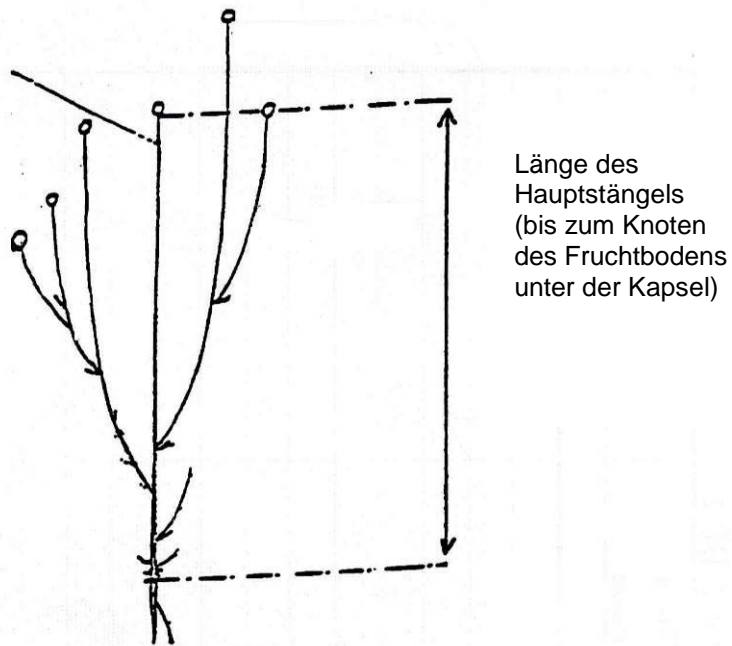 Länge des
Hauptstängels
(bis zum Knoten
des Fruchtbodens
unter der Kapsel)